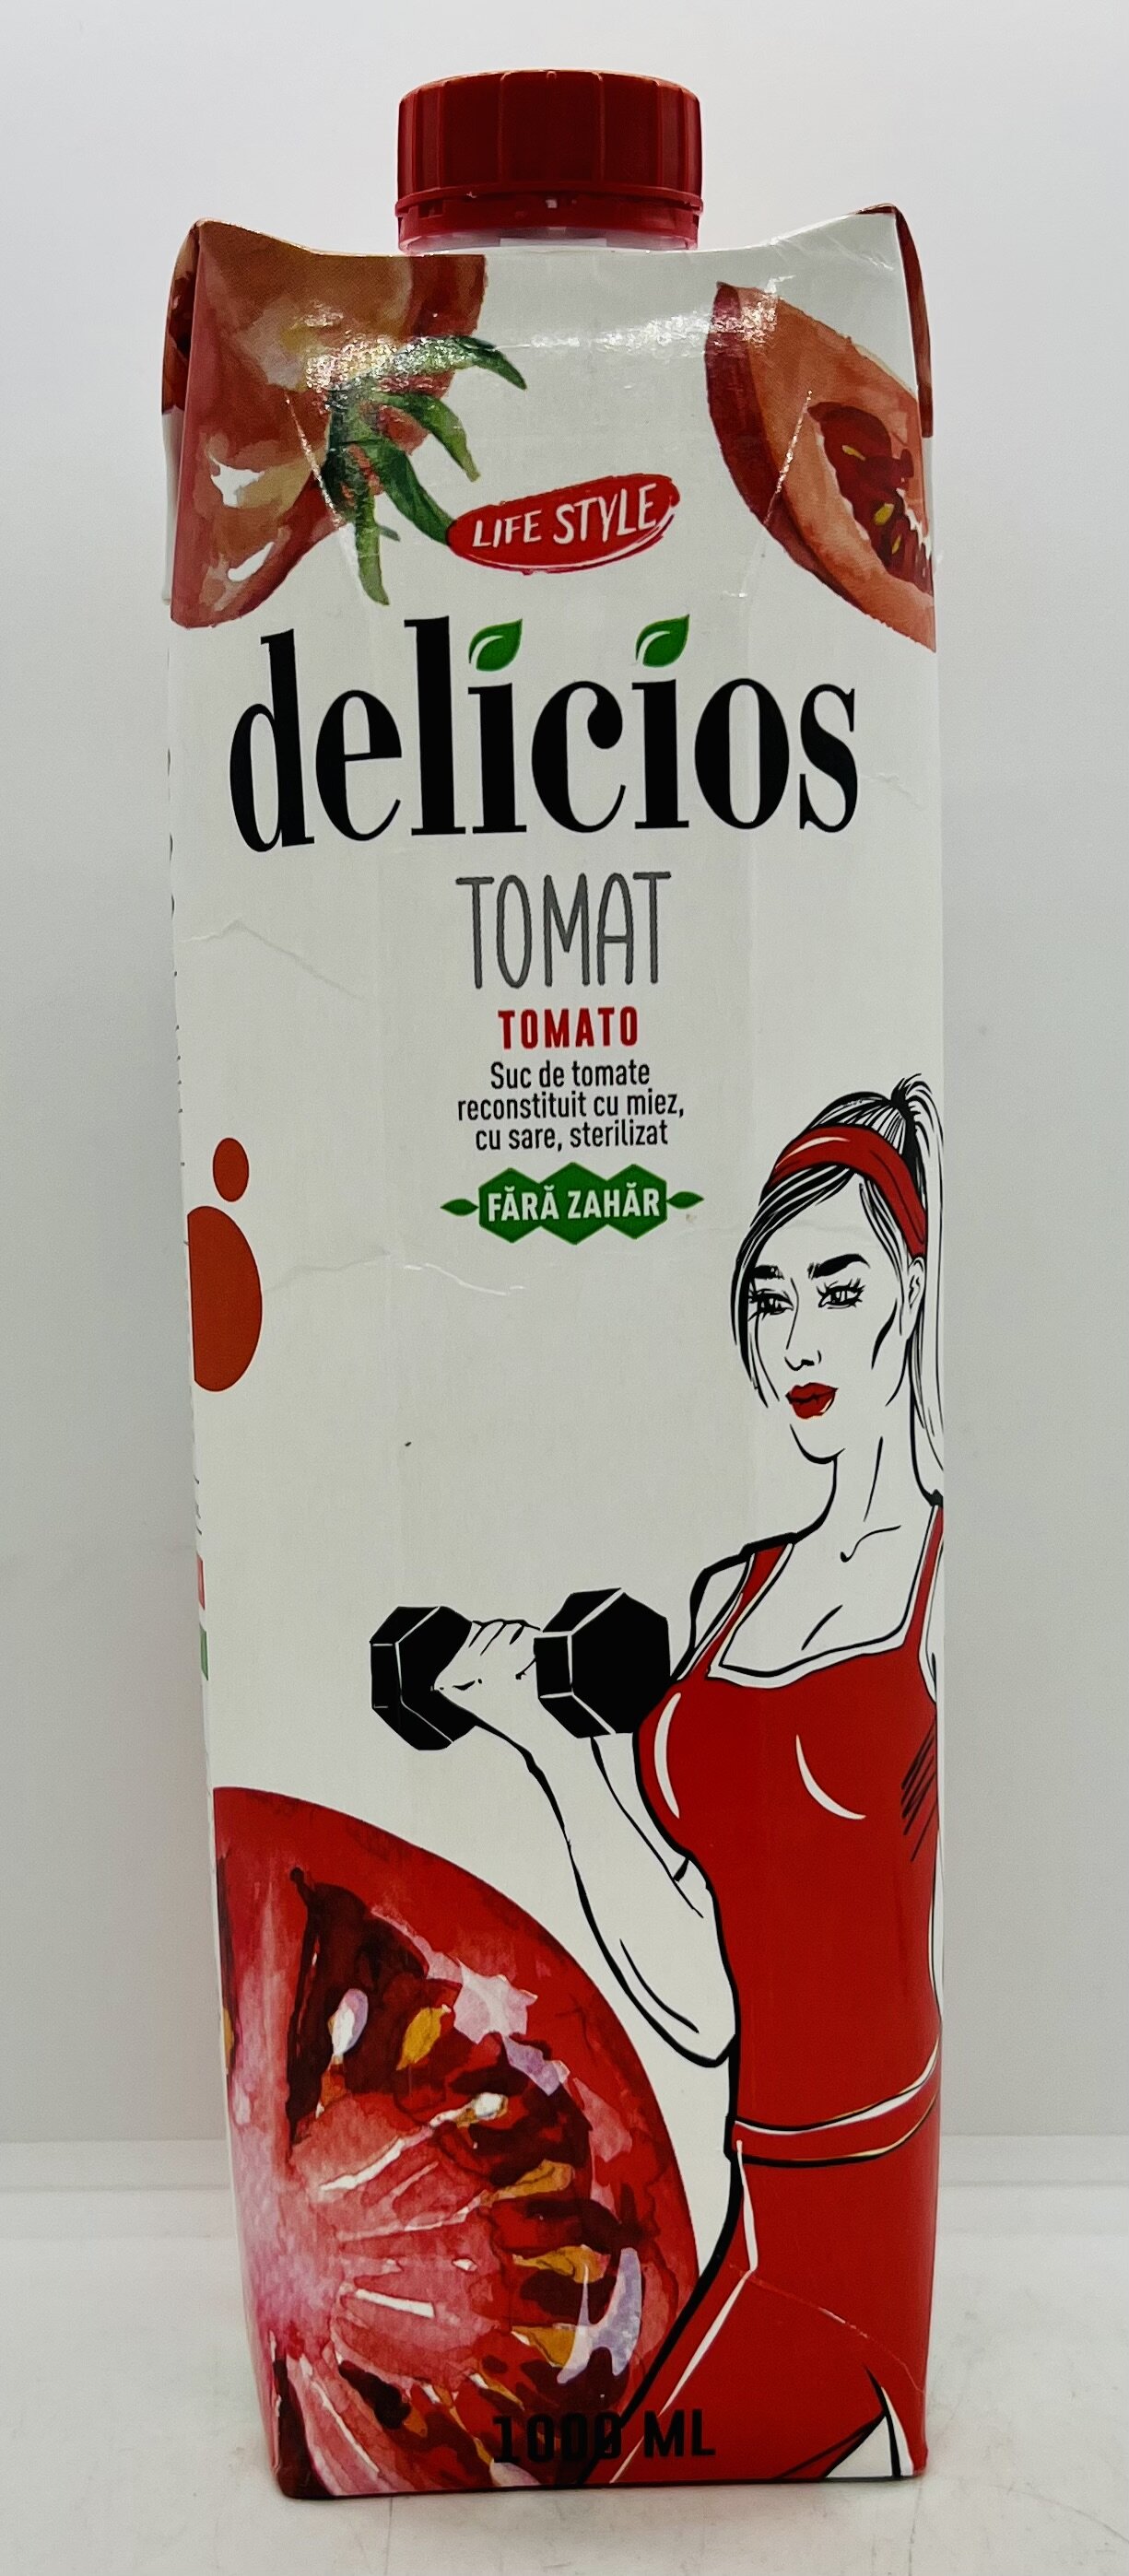 LIFE STYLE
delicios
TOMAT
TOMATO
Suc de tomate
reconstituit cu miez,
cu sare, sterilizat
FĂRĂ ZAHĂR
1000 ML